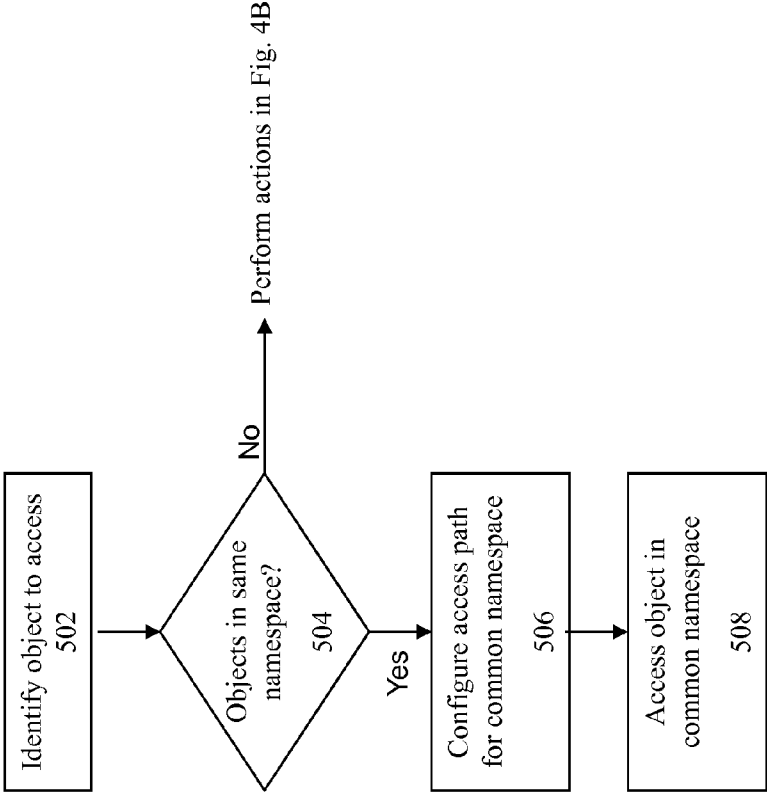 Identify object to access
502
Objects in same
namespace?
504
No
Perform actions in Fig. 4B
Yes
Configure access path
for common namespace
506
Access object in
common namespace
508